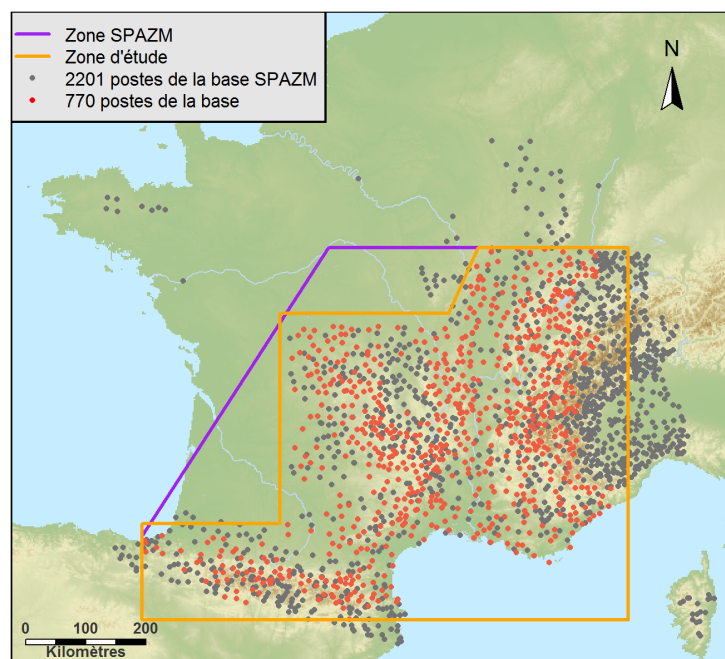 Zone SPAZM
Zone d'étude
2201 postes de la base SPAZM
770 postes de la base
N
0 100 200
Kilomètres